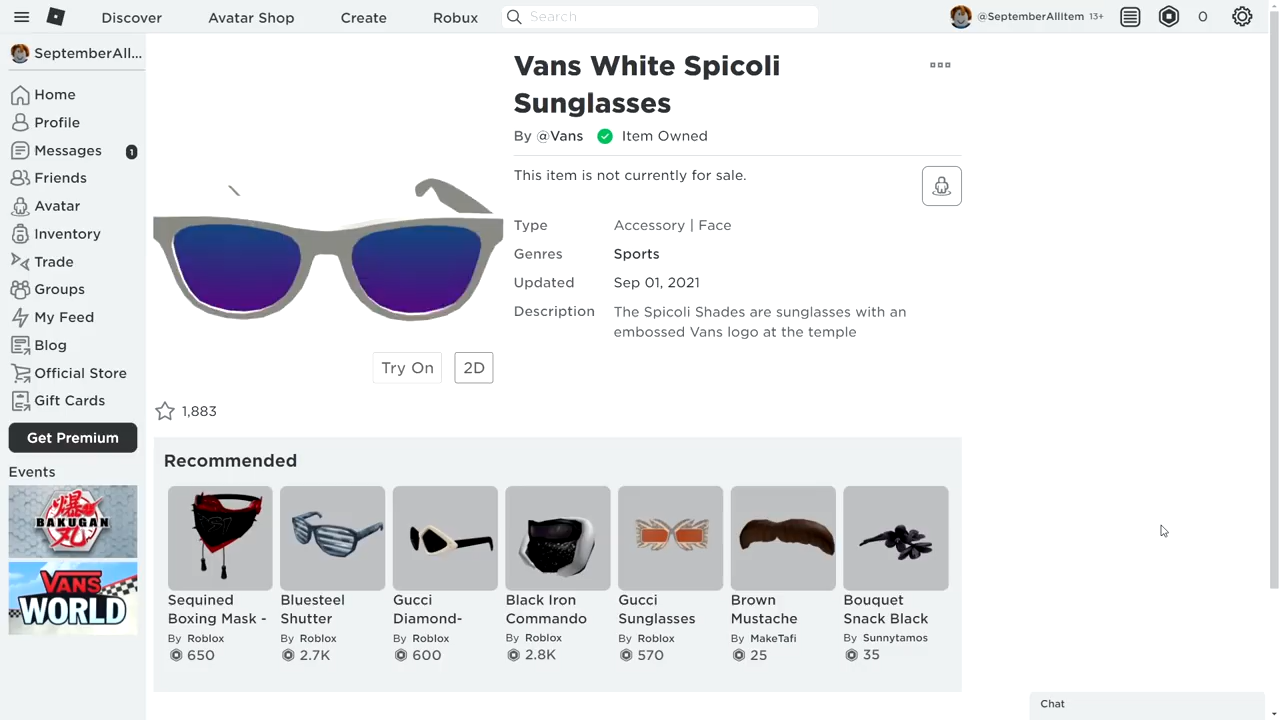 Discover
Avatar Shop
Create
Robux
Search
@SeptemberAllItem 13+
0
SeptemberAll...
Home
Profile
Messages 1
Friends
Avatar
Inventory
Trade
Groups
My Feed
Blog
Official Store
Gift Cards
Get Premium
Events
爆
BAKUGAN
丸
VANS
WORLD
Vans White Spicoli
Sunglasses
By @Vans Item Owned
This item is not currently for sale.
Type Accessory | Face
Genres Sports
Updated Sep 01, 2021
Description The Spicoli Shades are sunglasses with an
embossed Vans logo at the temple
Try On
2D
1,883
Recommended
Sequined
Boxing Mask -
By Roblox
650
Bluesteel
Shutter
By Roblox
2.7K
Gucci
Diamond-
By Roblox
600
Black Iron
Commando
By Roblox
2.8K
Gucci
Sunglasses
By Roblox
570
Brown
Mustache
By MakeTafi
25
Bouquet
Snack Black
By Sunnytamos
35
Chat